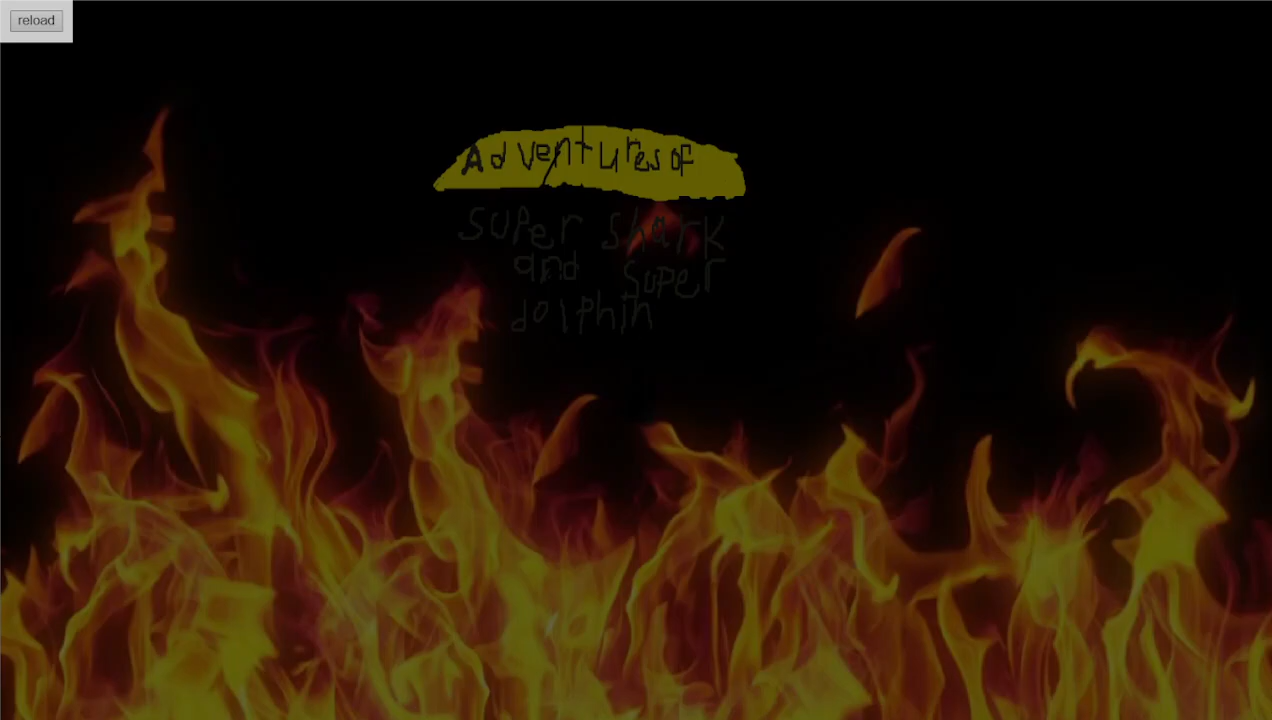 reload
Adventures of
super shark
and super
dolphin